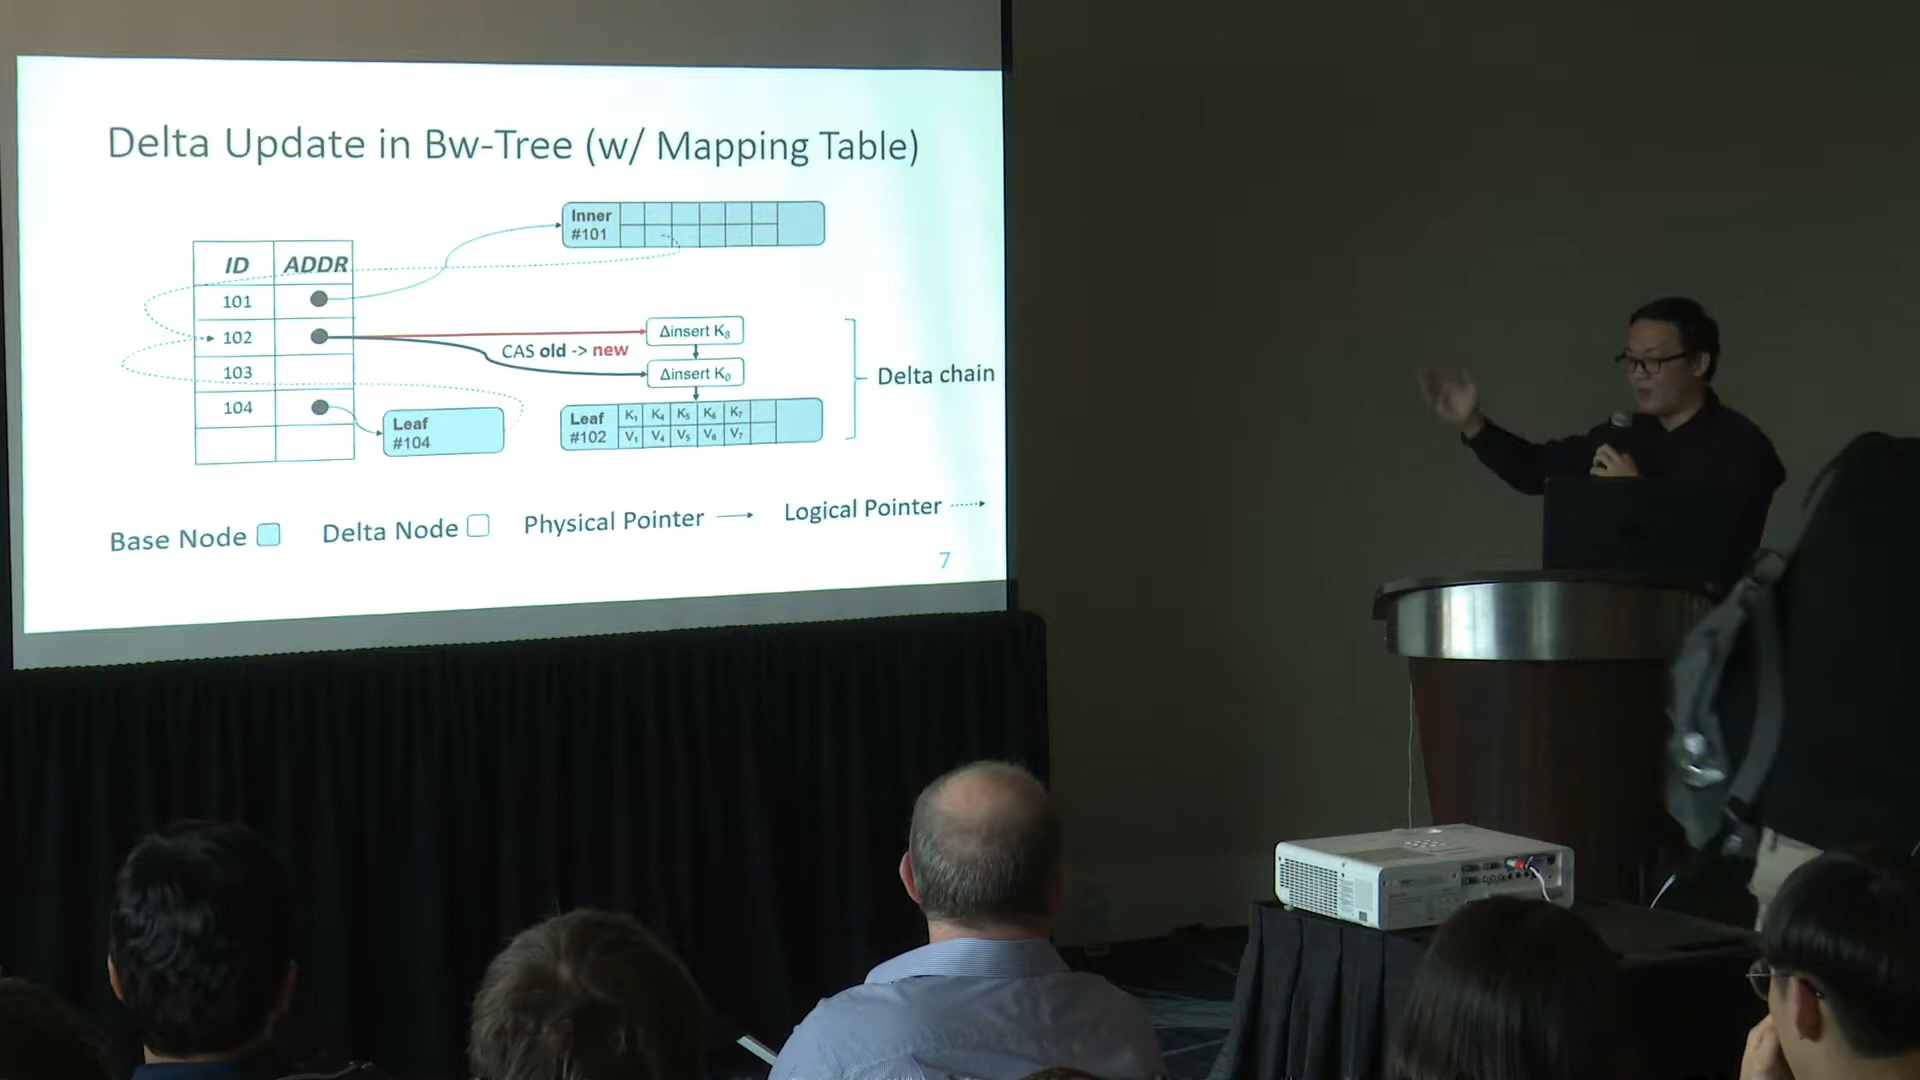 Delta Update in Bw-Tree (w/ Mapping Table)
Inner
#101
ID ADDR
101
102
103
104
Δinsert K₈
CAS old -> new
Δinsert K₀
Delta chain
Leaf
#104
Leaf
#102
K₁ K₄ K₅ K₆ K₇
V₁ V₄ V₅ V₆ V₇
Base Node
Delta Node
Physical Pointer
Logical Pointer
7